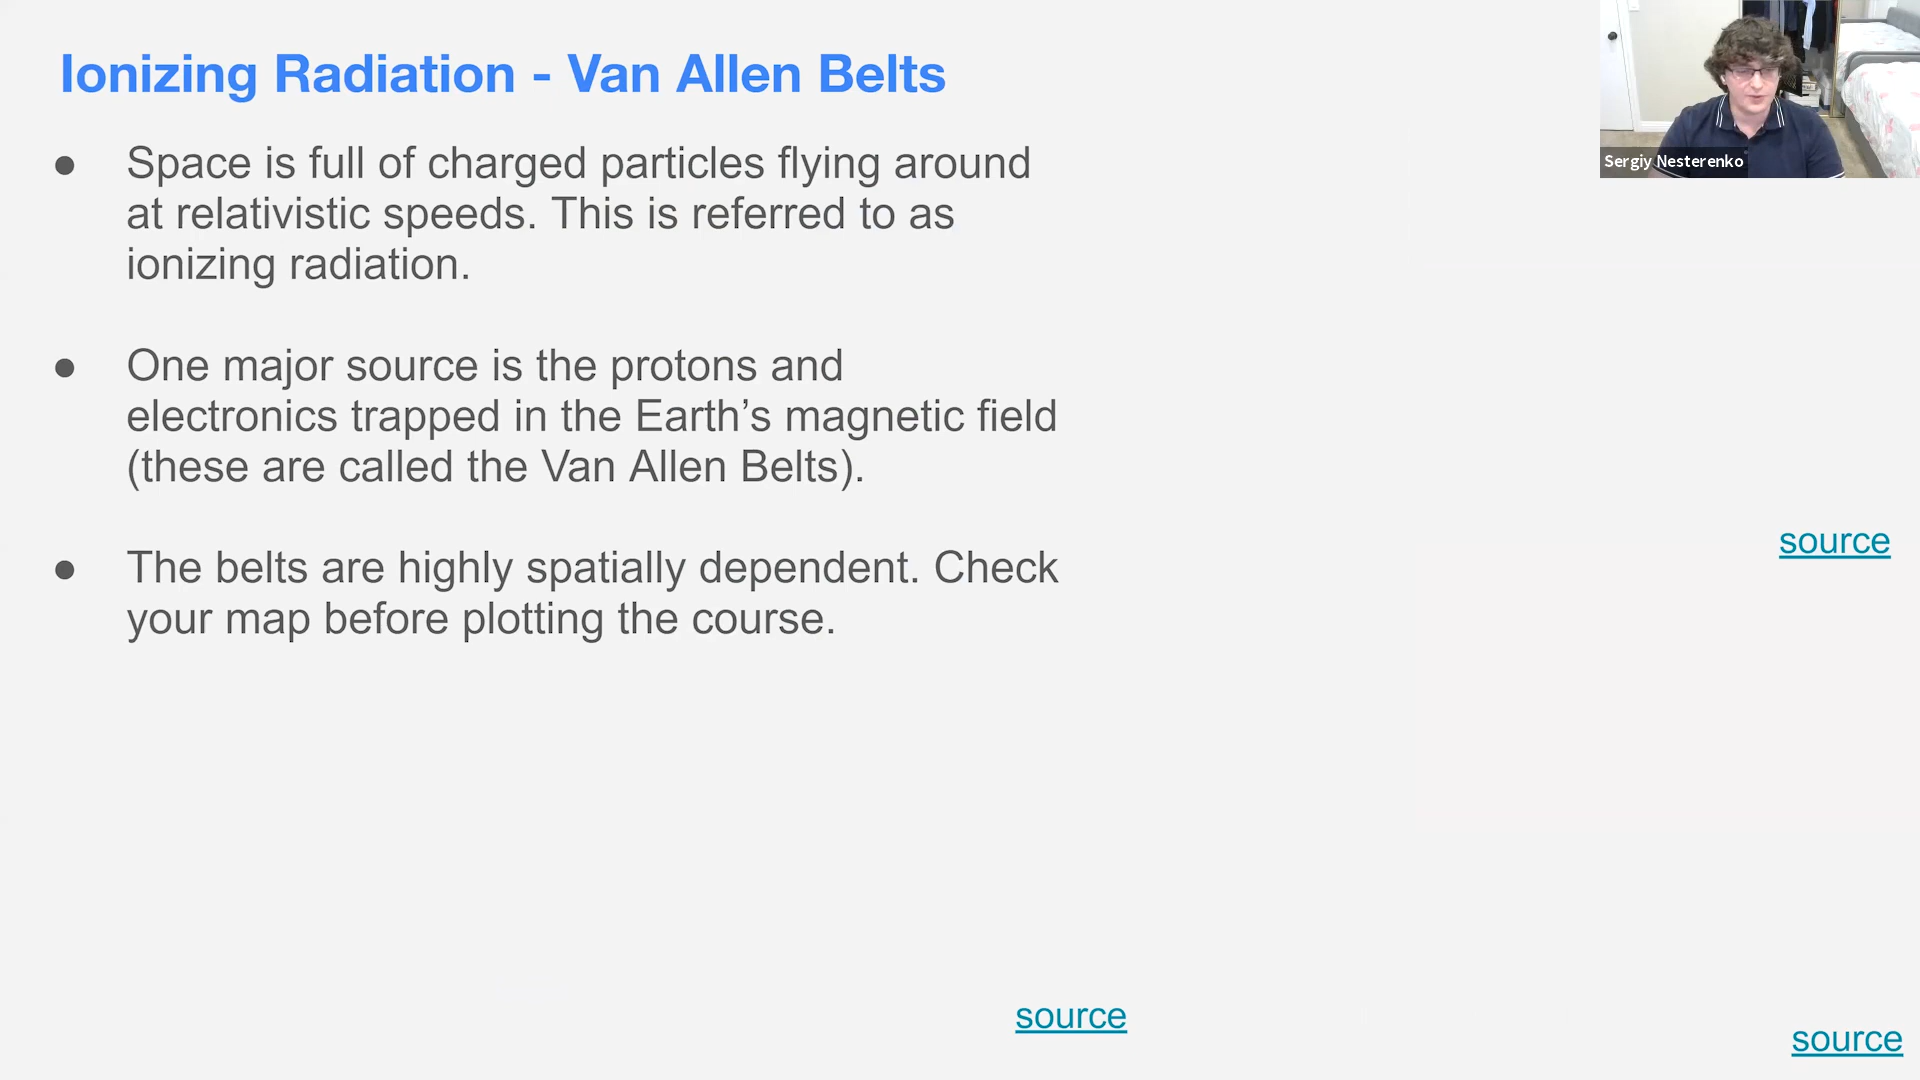 Ionizing Radiation - Van Allen Belts
● Space is full of charged particles flying around
at relativistic speeds. This is referred to as
ionizing radiation.
● One major source is the protons and
electronics trapped in the Earth’s magnetic field
(these are called the Van Allen Belts).
● The belts are highly spatially dependent. Check
your map before plotting the course.
Sergiy Nesterenko
source
source
source